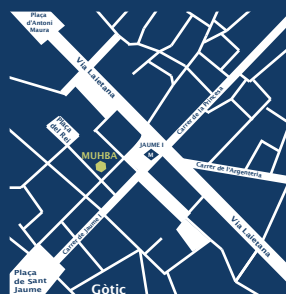 Plaça
d'Antoni
Maura
Via Laietana
Carrer de la Princesa
Plaça
del Rei
JAUME I
M
MUHBA
Carrer de l'Argenteria
Carrer de Jaume I
Via Laietana
Plaça
de Sant
Jaume
Gòtic